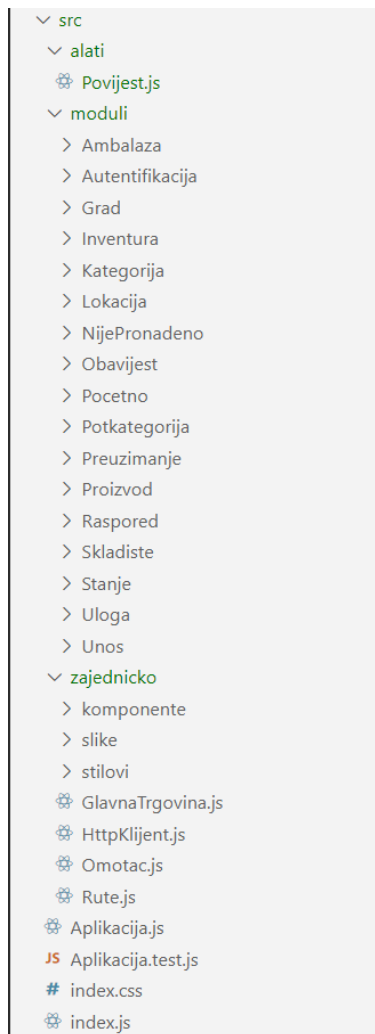 src
alati
Povijest.js
moduli
Ambalaza
Autentifikacija
Grad
Inventura
Kategorija
Lokacija
NijePronadeno
Obavijest
Pocetno
Potkategorija
Preuzimanje
Proizvod
Raspored
Skladiste
Stanje
Uloga
Unos
zajednicko
komponente
slike
stilovi
GlavnaTrgovina.js
HttpKlijent.js
Omotac.js
Rute.js
Aplikacija.js
JS Aplikacija.test.js
# index.css
index.js